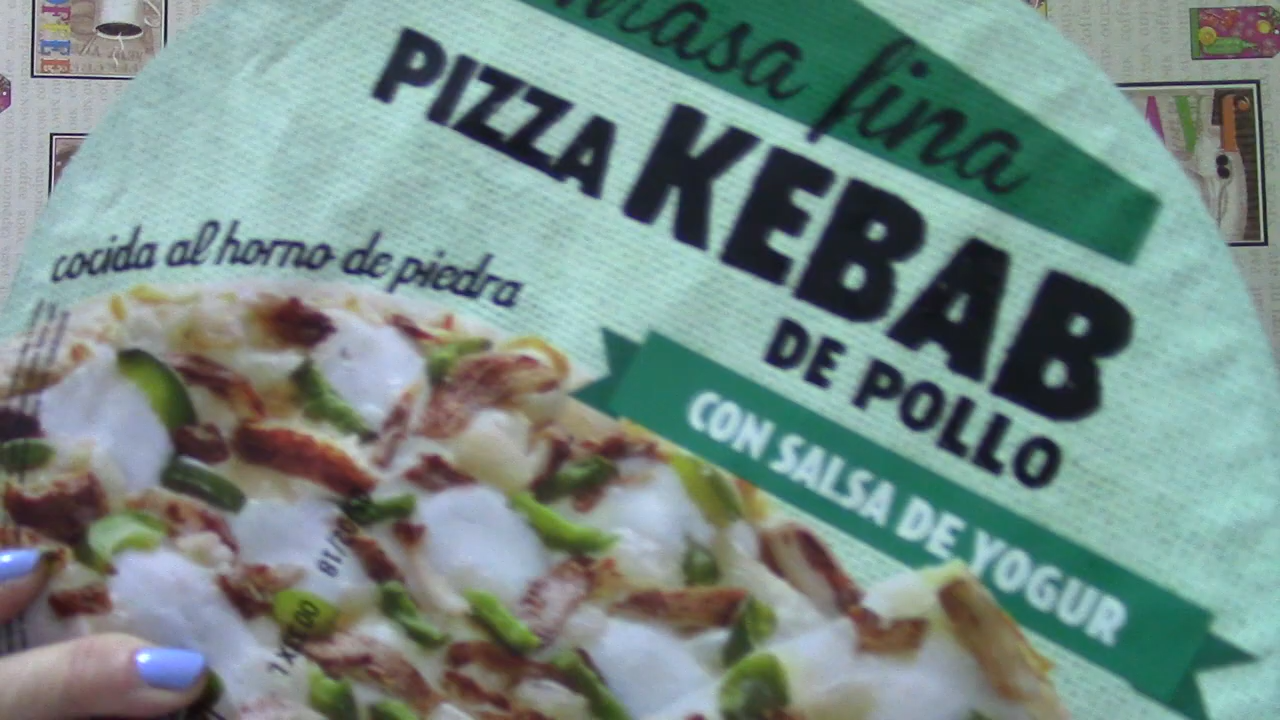 masa fina
PIZZA KEBAB
DE POLLO
CON SALSA DE YOGUR
cocida al horno de piedra